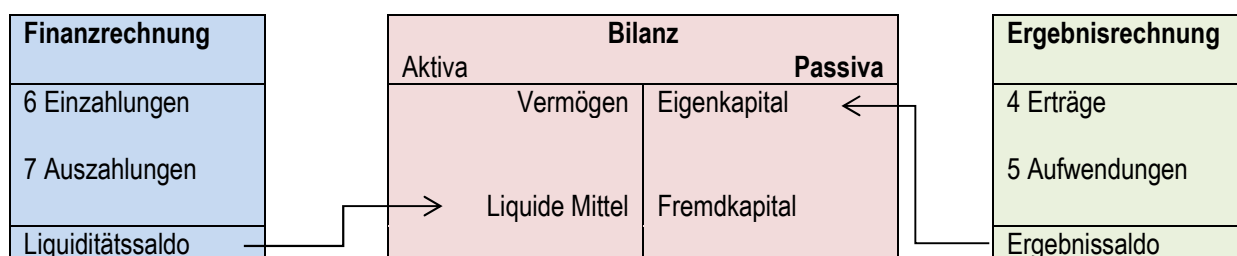 Finanzrechnung
6 Einzahlungen
7 Auszahlungen
Liquiditätssaldo
Bilanz
Aktiva Passiva
Vermögen Eigenkapital
Liquide Mittel Fremdkapital
Ergebnisrechnung
4 Erträge
5 Aufwendungen
Ergebnissaldo